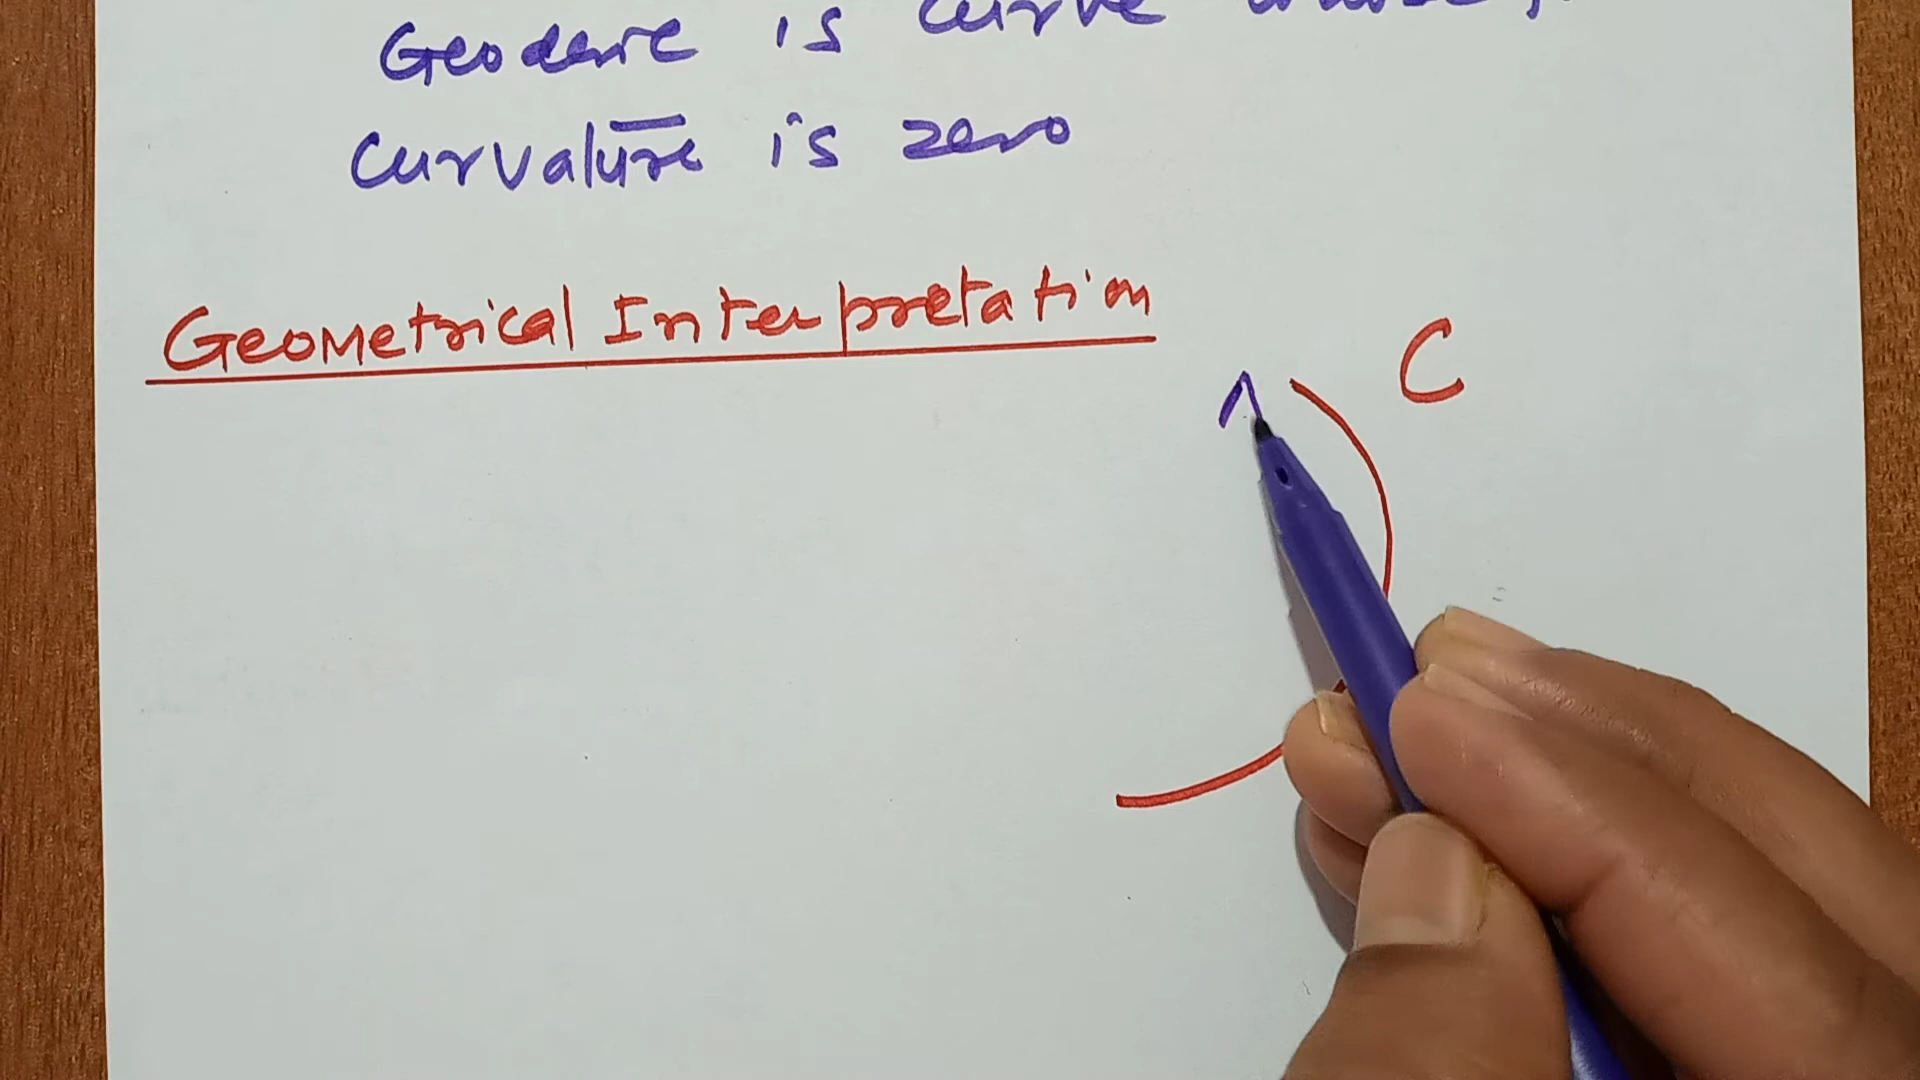 Geodesic is curve
Curvature is zero
Geometrical Interpretation
C
A